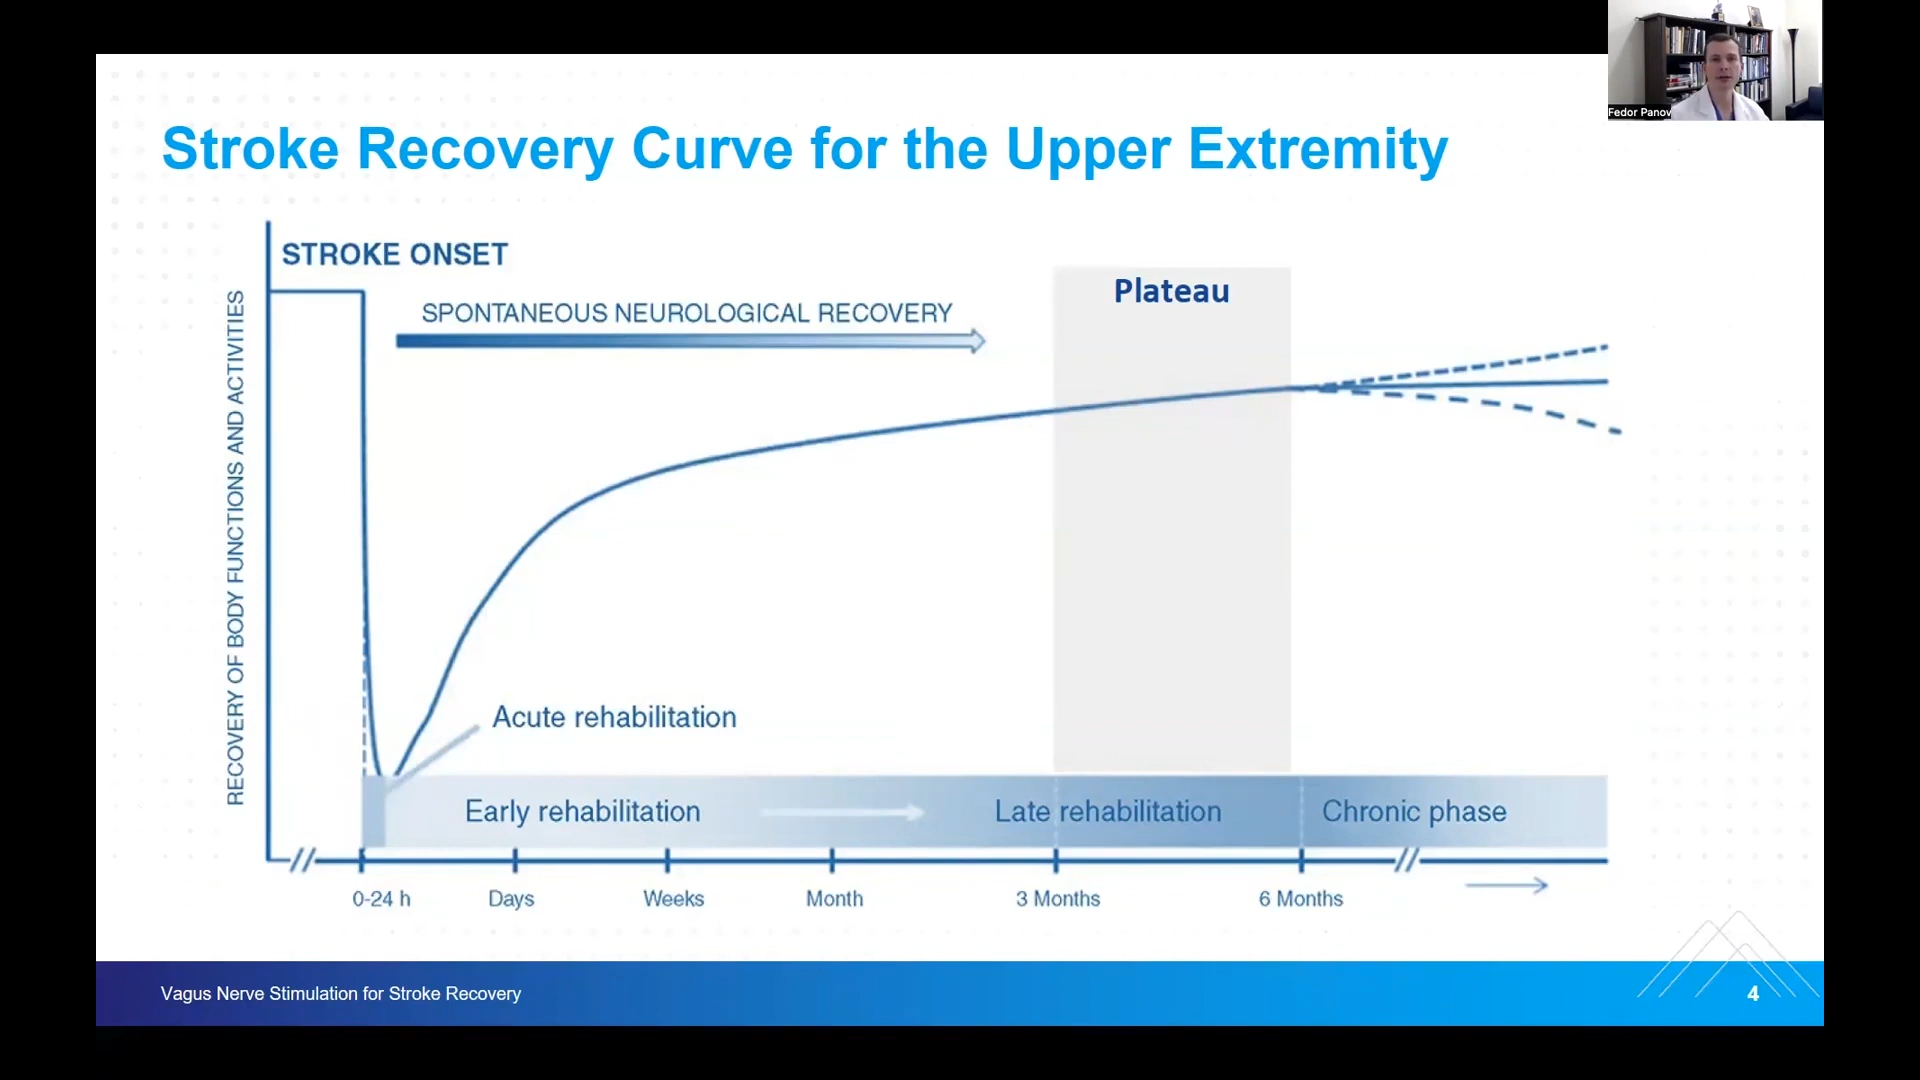 Fedor Panov
Stroke Recovery Curve for the Upper Extremity
STROKE ONSET
Plateau
SPONTANEOUS NEUROLOGICAL RECOVERY
RECOVERY OF BODY FUNCTIONS AND ACTIVITIES
Acute rehabilitation
Early rehabilitation
Late rehabilitation
Chronic phase
0-24 h
Days
Weeks
Month
3 Months
6 Months
Vagus Nerve Stimulation for Stroke Recovery
4